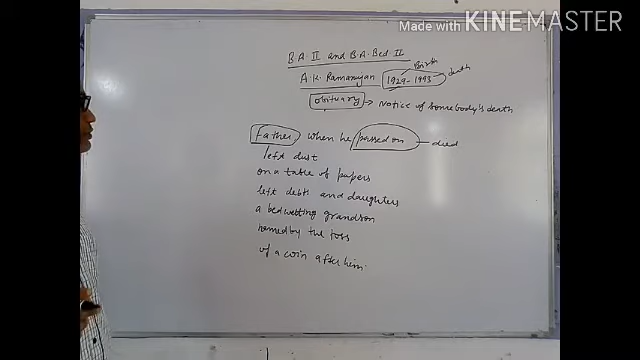 Made with KINEMASTER
B.A. II and B.A. Bed II
A.K. Ramanujan 1929 - 1993 Birth death
obituary → Notice of somebody's death
Father, when he passed on — died
left dust
on a table of papers
left debts and daughters
a bedwetting grandson
named by the toss
of a coin after him.